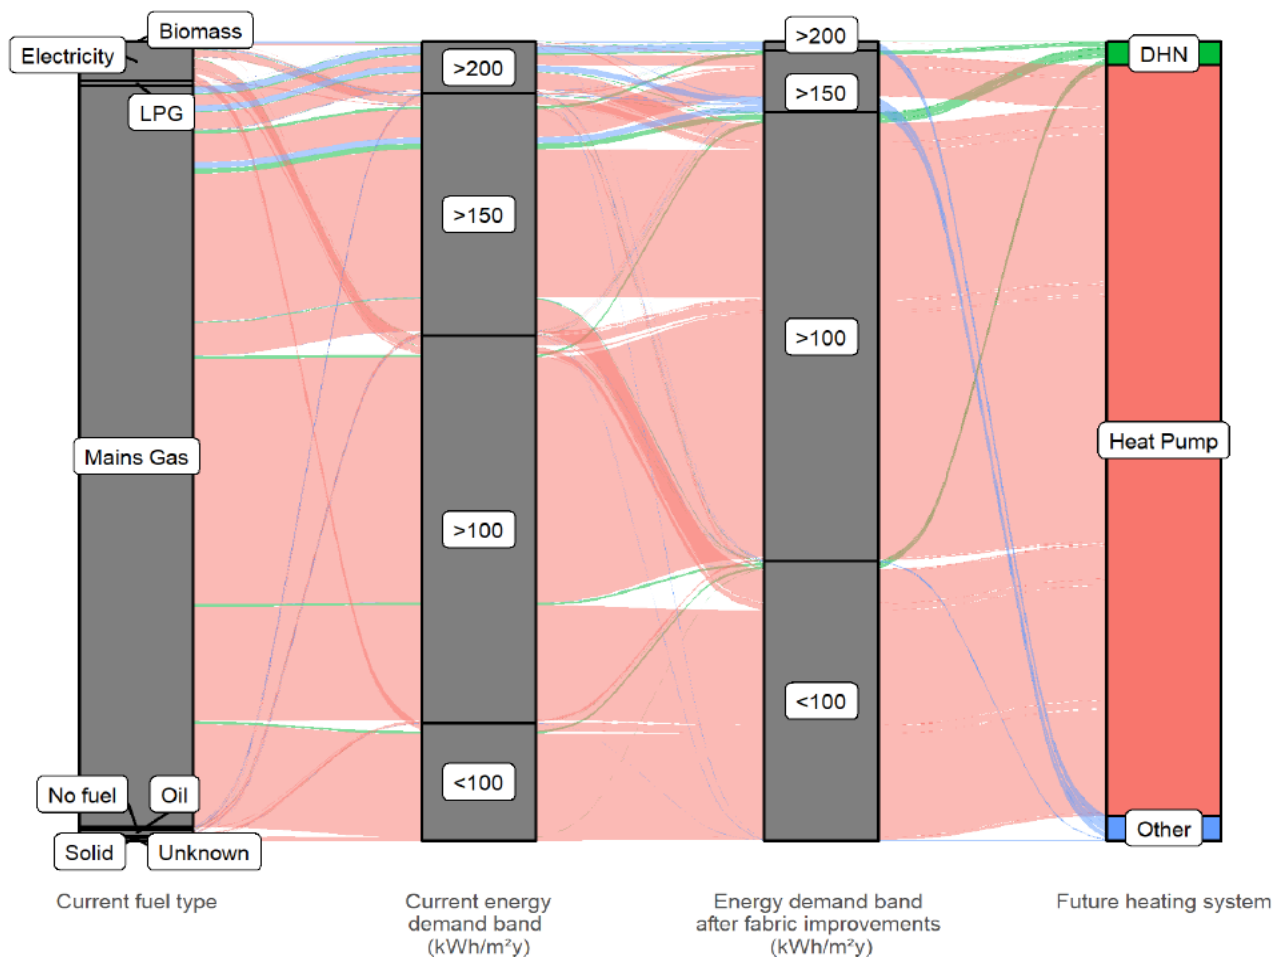 Biomass
Electricity
LPG
Mains Gas
No fuel
Oil
Solid
Unknown
>200
>150
>100
<100
>200
>150
>100
<100
DHN
Heat Pump
Other
Current fuel type
Current energy
demand band
(kWh/m²y)
Energy demand band
after fabric improvements
(kWh/m²y)
Future heating system